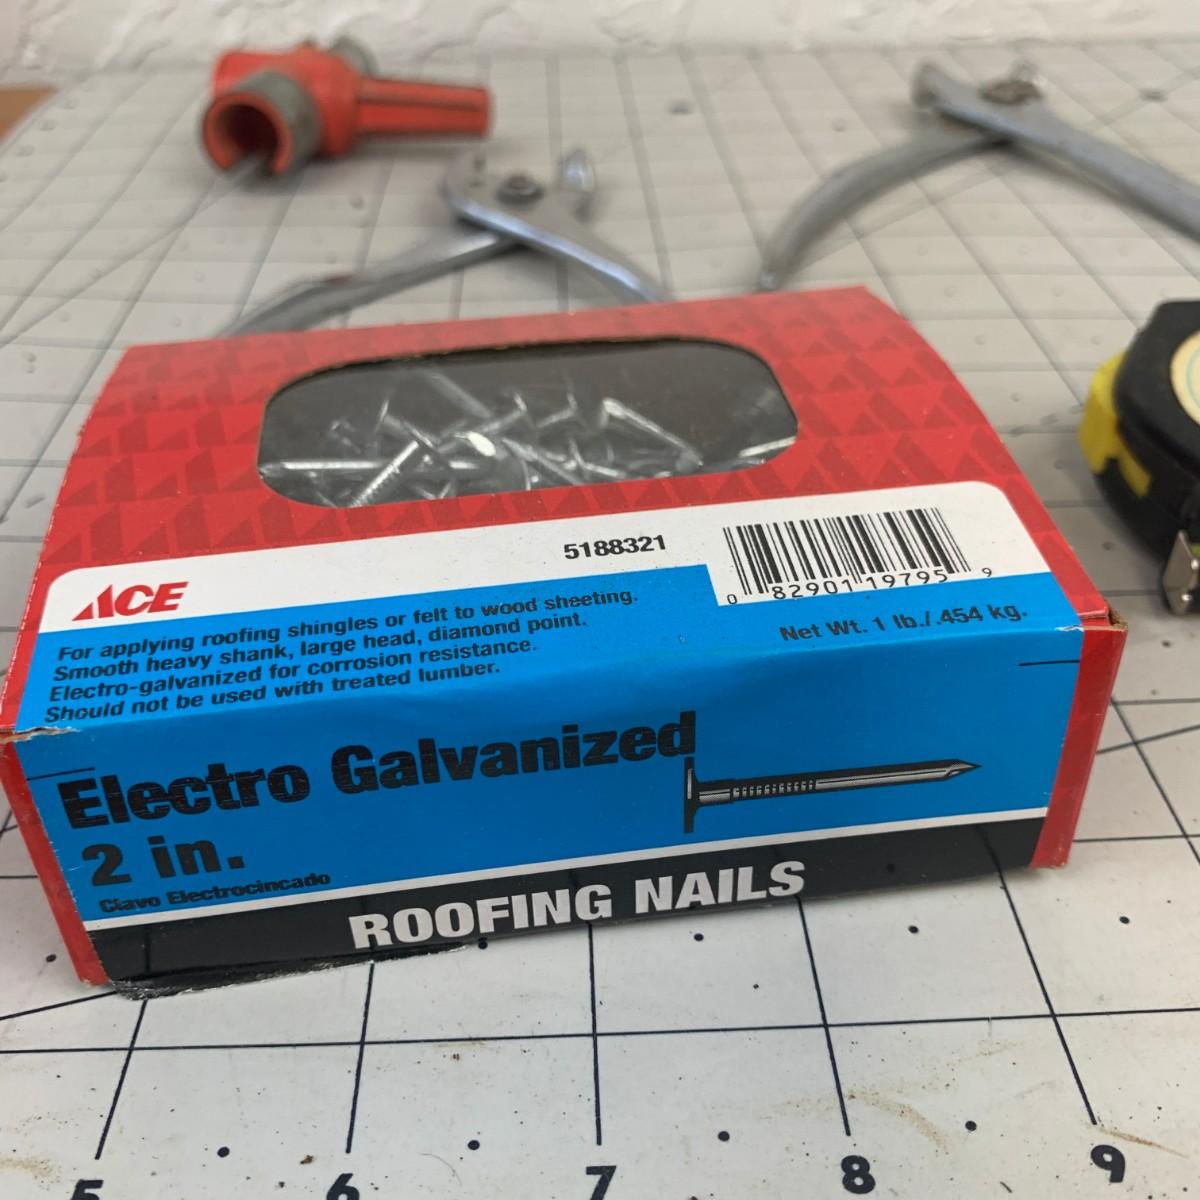 5188321
ACE
0 82901 19795 9
For applying roofing shingles or felt to wood sheeting.
Smooth heavy shank, large head, diamond point.
Electro-galvanized for corrosion resistance.
Should not be used with treated lumber.
Net Wt. 1 lb./.454 kg.
Electro Galvanized
2 in.
Clavo Electrocincado
ROOFING NAILS
5 6 7 8 9